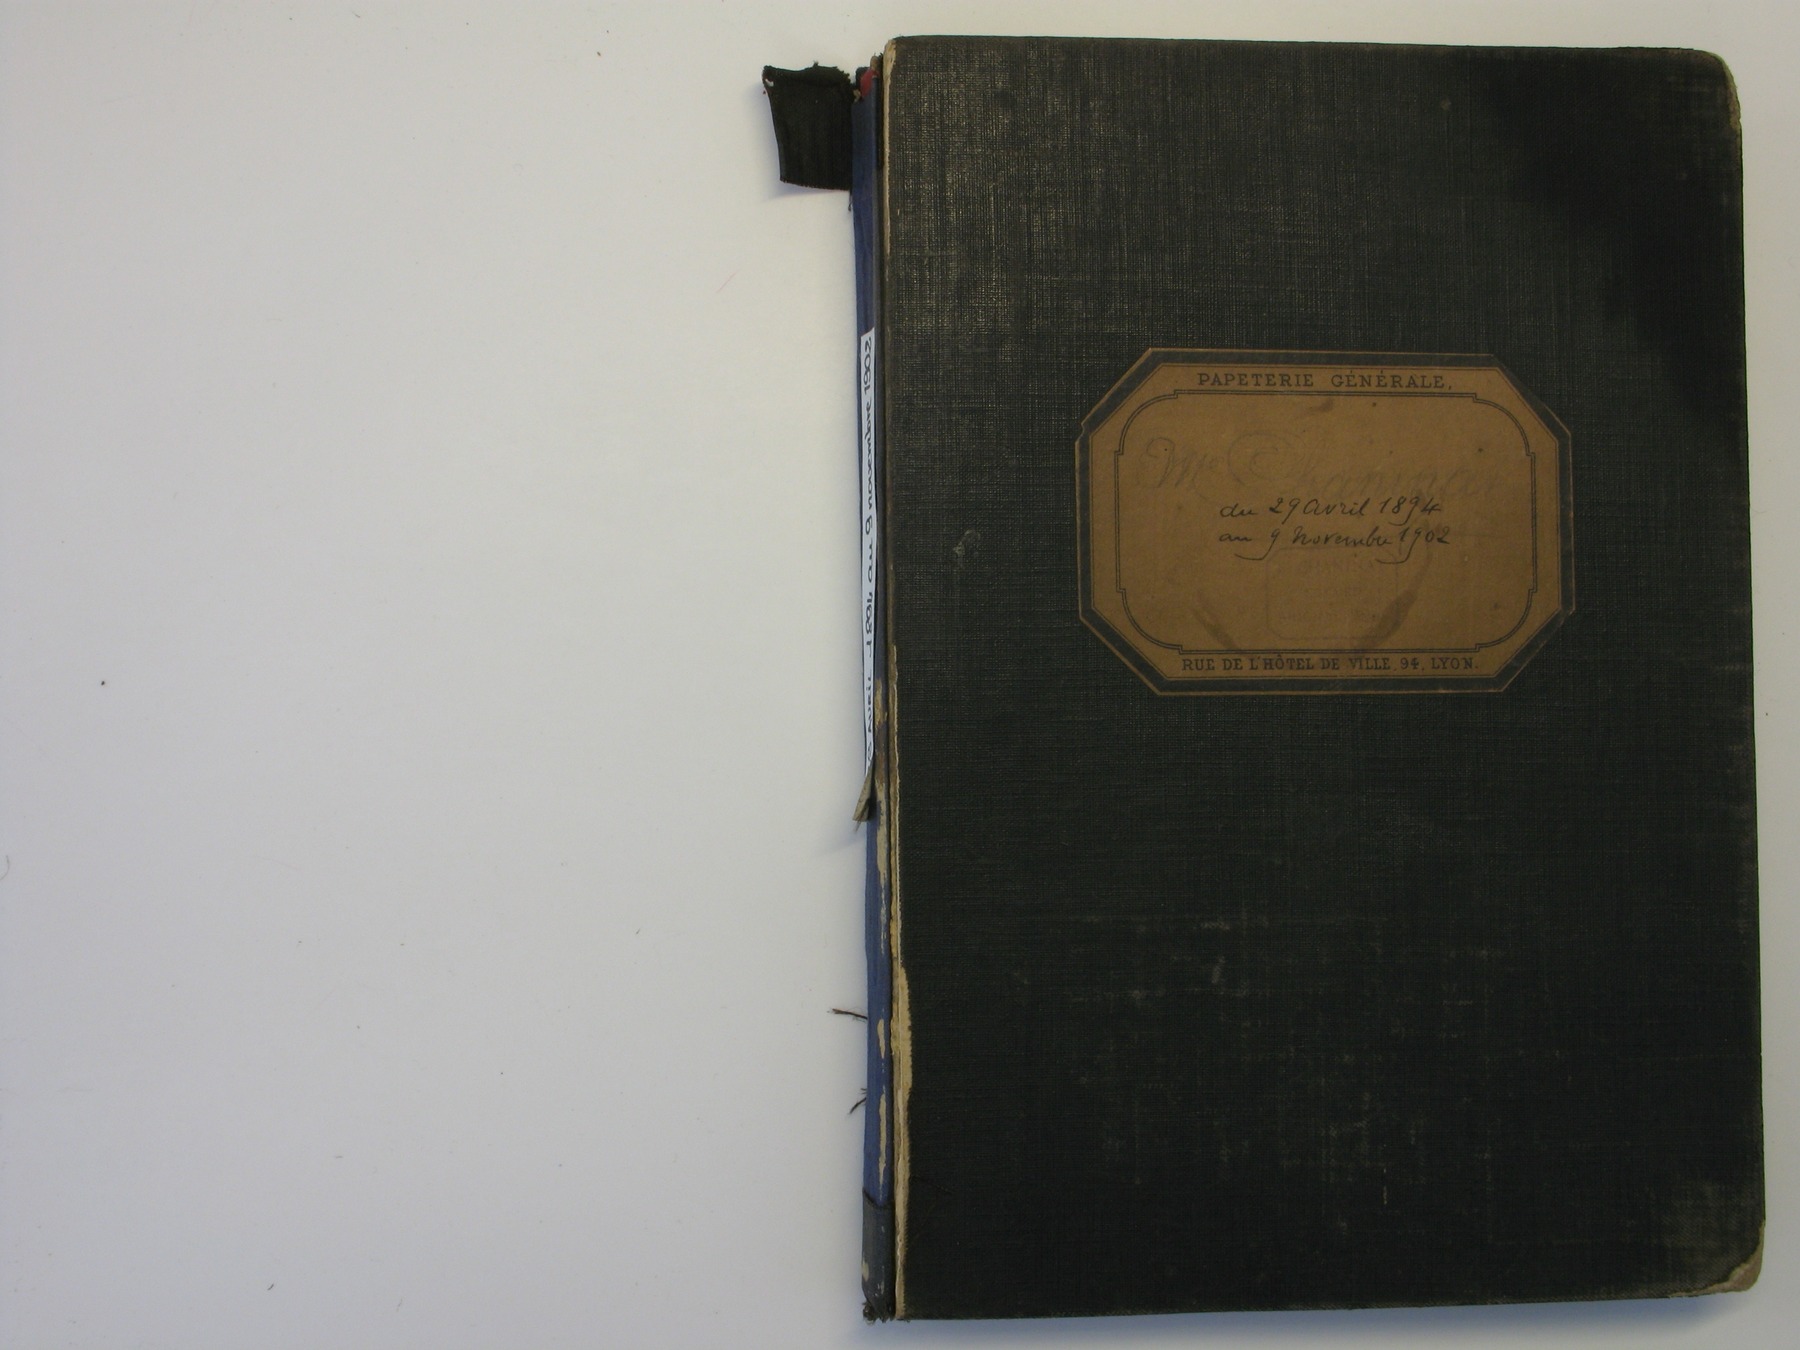 PAPETERIE GÉNÉRALE,
du 29 avril 1894
au 9 novembre 1902
RUE DE L'HÔTEL DE VILLE, 94, LYON.
avril 1894 au 9 novembre 1902